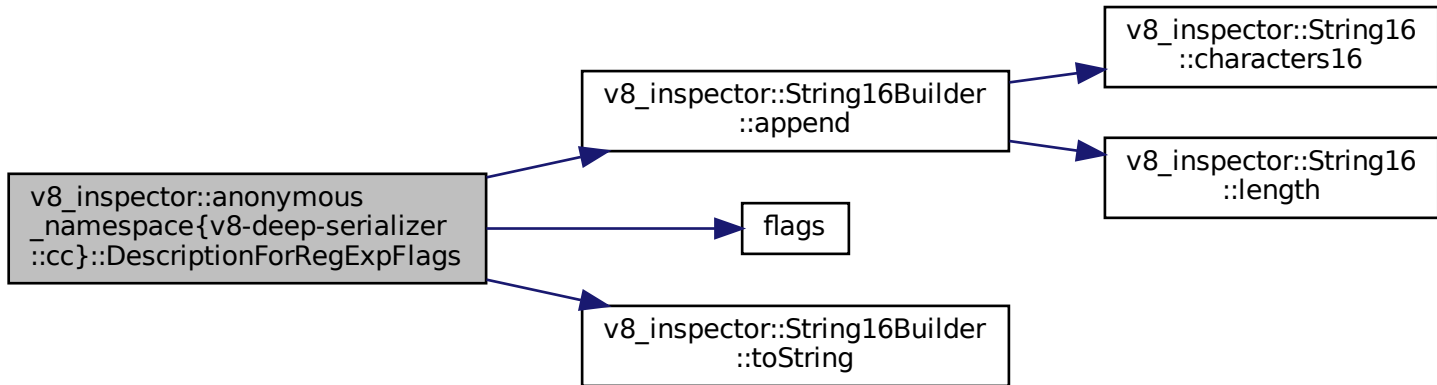 v8_inspector::anonymous
_namespace{v8-deep-serializer
::cc}::DescriptionForRegExpFlags
v8_inspector::String16Builder
::append
flags
v8_inspector::String16Builder
::toString
v8_inspector::String16
::characters16
v8_inspector::String16
::length